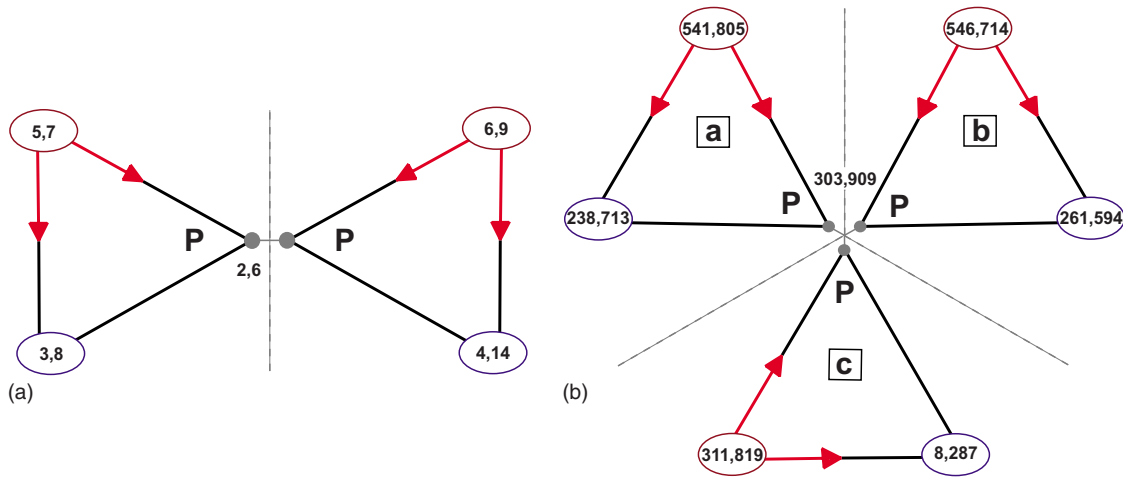 5,7
6,9
P
P
2,6
3,8
4,14
(a)
541,805
546,714
a
b
303,909
238,713
P
P
261,594
P
c
311,819
8,287
(b)